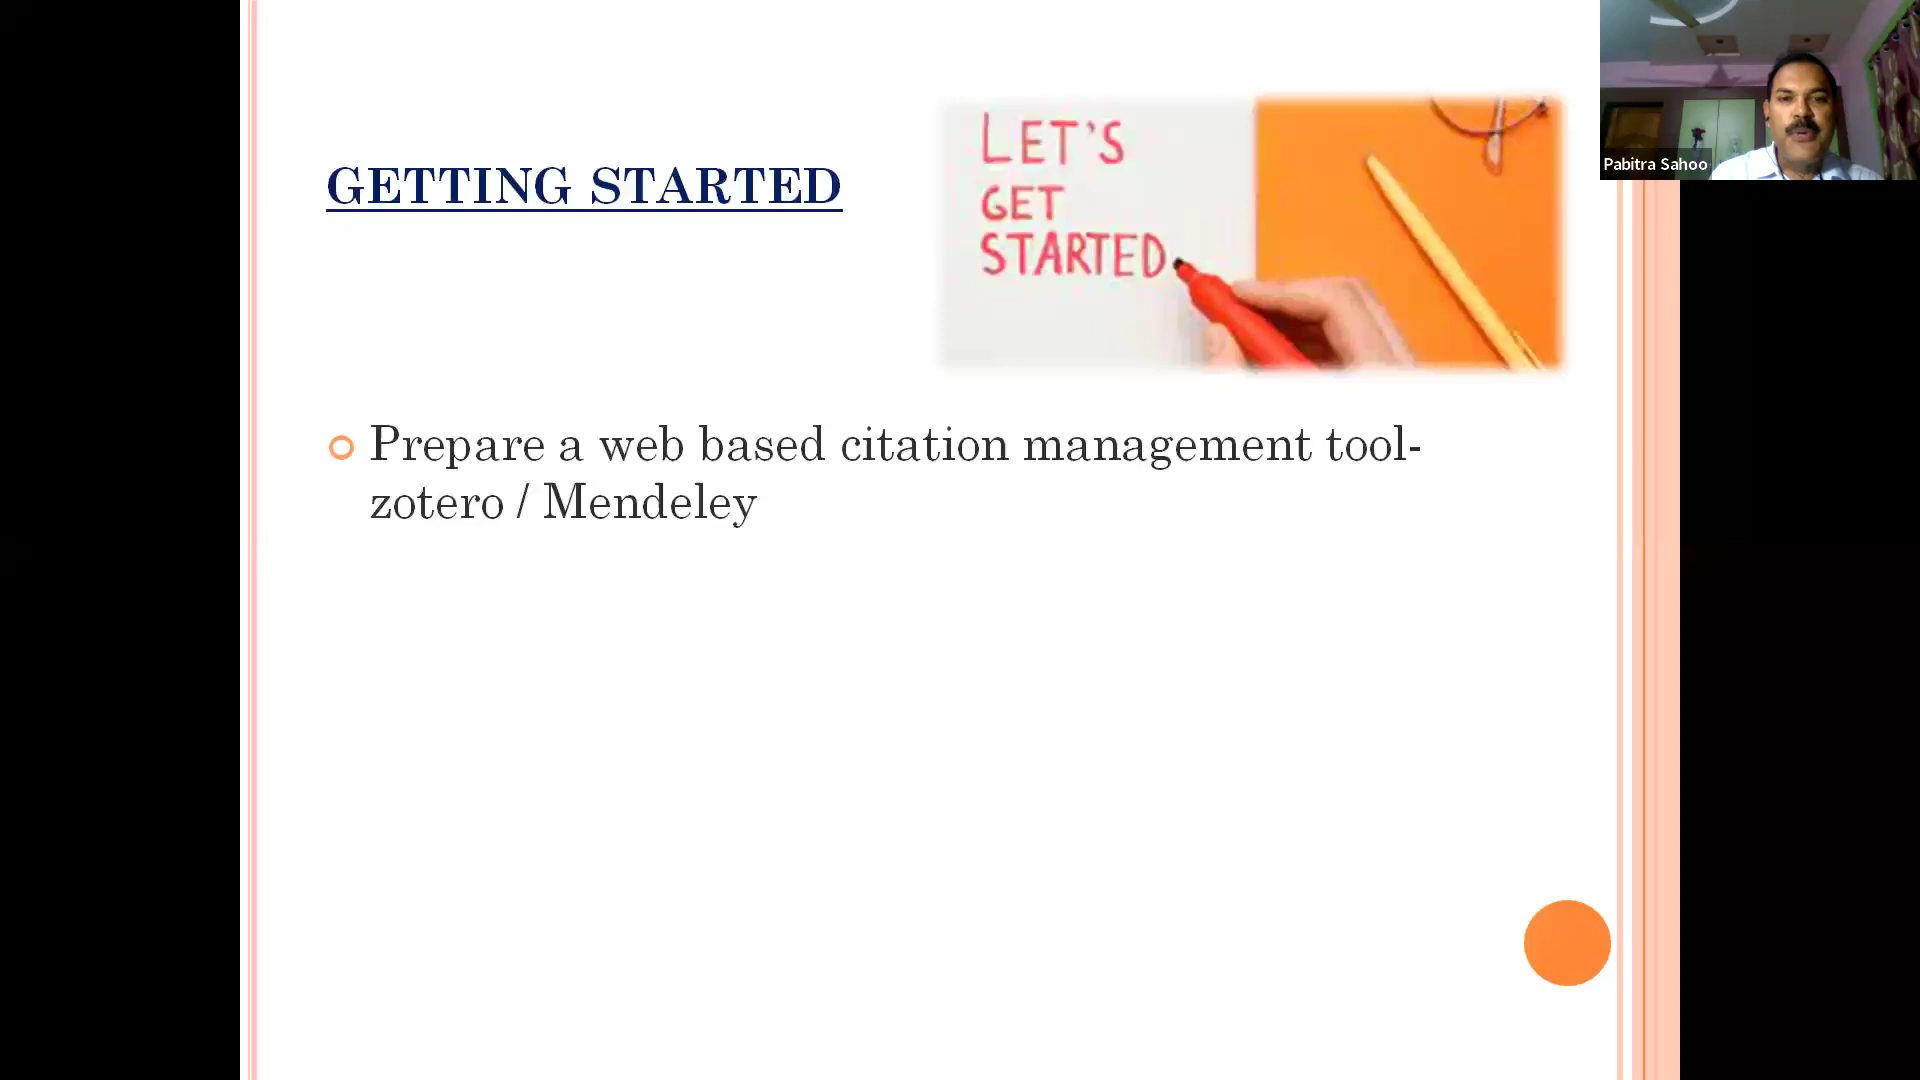 GETTING STARTED
LET'S
GET
STARTED
Pabitra Sahoo
Prepare a web based citation management tool-
zotero / Mendeley